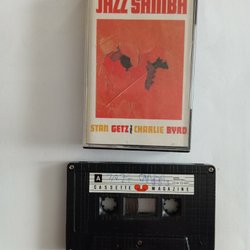 JAZZ SAMBA
STAN GETZ/CHARLIE BYRD
A
CASSETTE
MAGAZINE